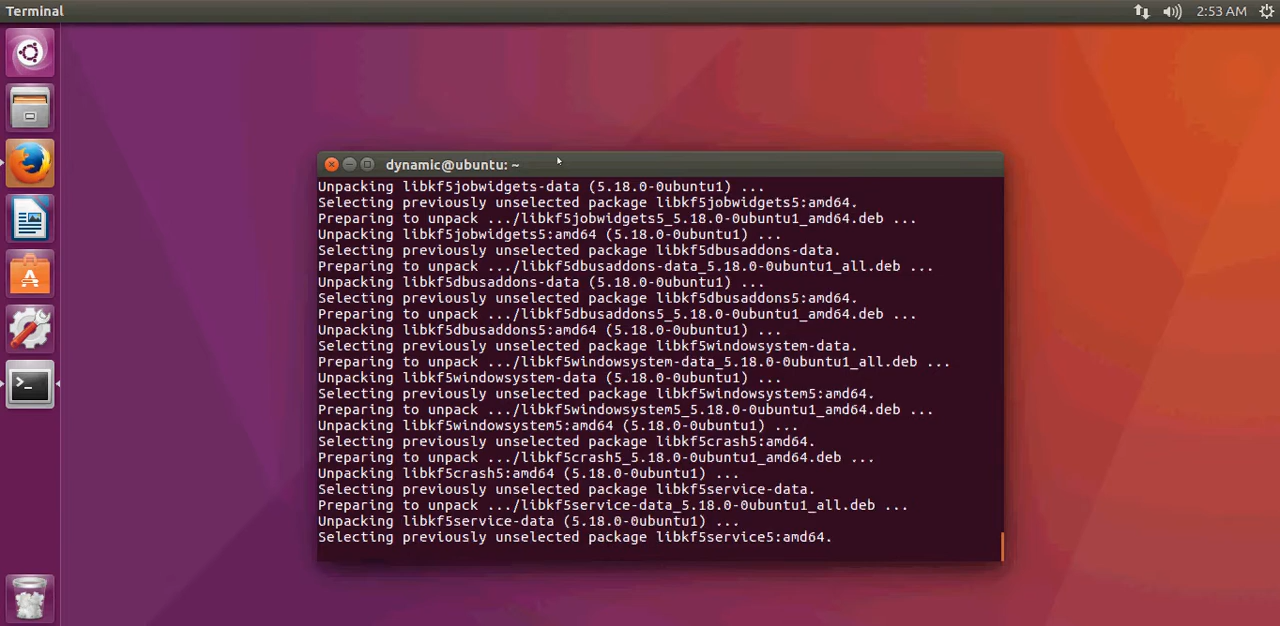 Terminal
2:53 AM
dynamic@ubuntu: ~
Unpacking libkf5jobwidgets-data (5.18.0-0ubuntu1) ...
Selecting previously unselected package libkf5jobwidgets5:amd64.
Preparing to unpack .../libkf5jobwidgets5_5.18.0-0ubuntu1_amd64.deb ...
Unpacking libkf5jobwidgets5:amd64 (5.18.0-0ubuntu1) ...
Selecting previously unselected package libkf5dbusaddons-data.
Preparing to unpack .../libkf5dbusaddons-data_5.18.0-0ubuntu1_all.deb ...
Unpacking libkf5dbusaddons-data (5.18.0-0ubuntu1) ...
Selecting previously unselected package libkf5dbusaddons5:amd64.
Preparing to unpack .../libkf5dbusaddons5_5.18.0-0ubuntu1_amd64.deb ...
Unpacking libkf5dbusaddons5:amd64 (5.18.0-0ubuntu1) ...
Selecting previously unselected package libkf5windowsystem-data.
Preparing to unpack .../libkf5windowsystem-data_5.18.0-0ubuntu1_all.deb ...
Unpacking libkf5windowsystem-data (5.18.0-0ubuntu1) ...
Selecting previously unselected package libkf5windowsystem5:amd64.
Preparing to unpack .../libkf5windowsystem5_5.18.0-0ubuntu1_amd64.deb ...
Unpacking libkf5windowsystem5:amd64 (5.18.0-0ubuntu1) ...
Selecting previously unselected package libkf5crash5:amd64.
Preparing to unpack .../libkf5crash5_5.18.0-0ubuntu1_amd64.deb ...
Unpacking libkf5crash5:amd64 (5.18.0-0ubuntu1) ...
Selecting previously unselected package libkf5service-data.
Preparing to unpack .../libkf5service-data_5.18.0-0ubuntu1_all.deb ...
Unpacking libkf5service-data (5.18.0-0ubuntu1) ...
Selecting previously unselected package libkf5service5:amd64.